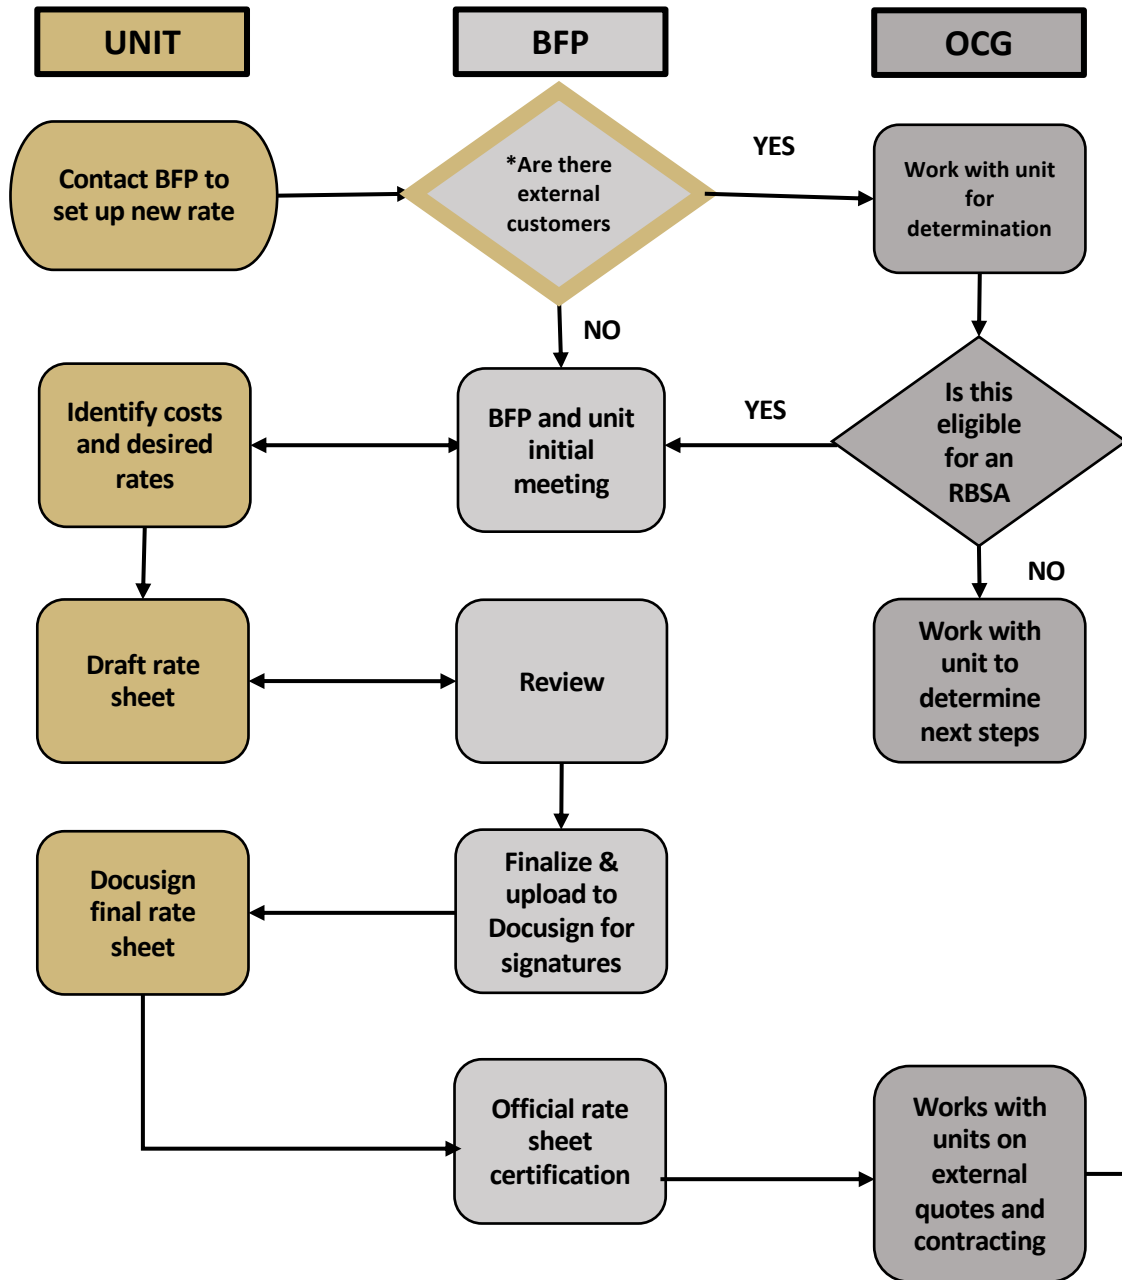 UNIT
BFP
OCG
Contact BFP to
set up new rate
*Are there
external
customers
YES
Work with unit
for
determination
NO
Identify costs
and desired
rates
BFP and unit
initial
meeting
YES
Is this
eligible
for an
RBSA
NO
Draft rate
sheet
Review
Work with
unit to
determine
next steps
Docusign
final rate
sheet
Finalize &
upload to
Docusign for
signatures
Official rate
sheet
certification
Works with
units on
external
quotes and
contracting